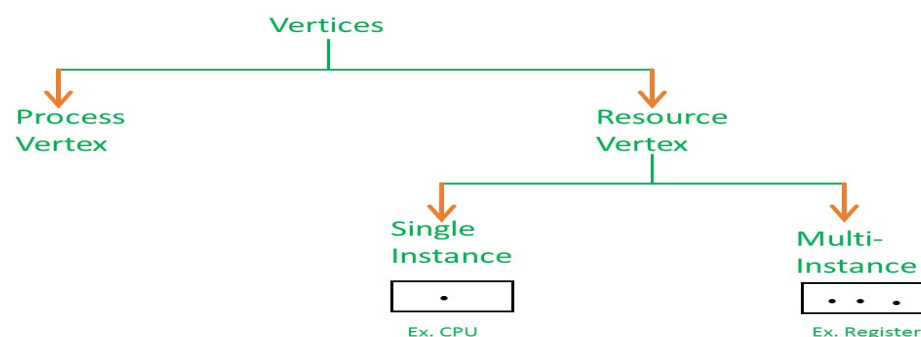 Vertices
Process
Vertex
Resource
Vertex
Single
Instance
Multi-
Instance
Ex. CPU
Ex. Register